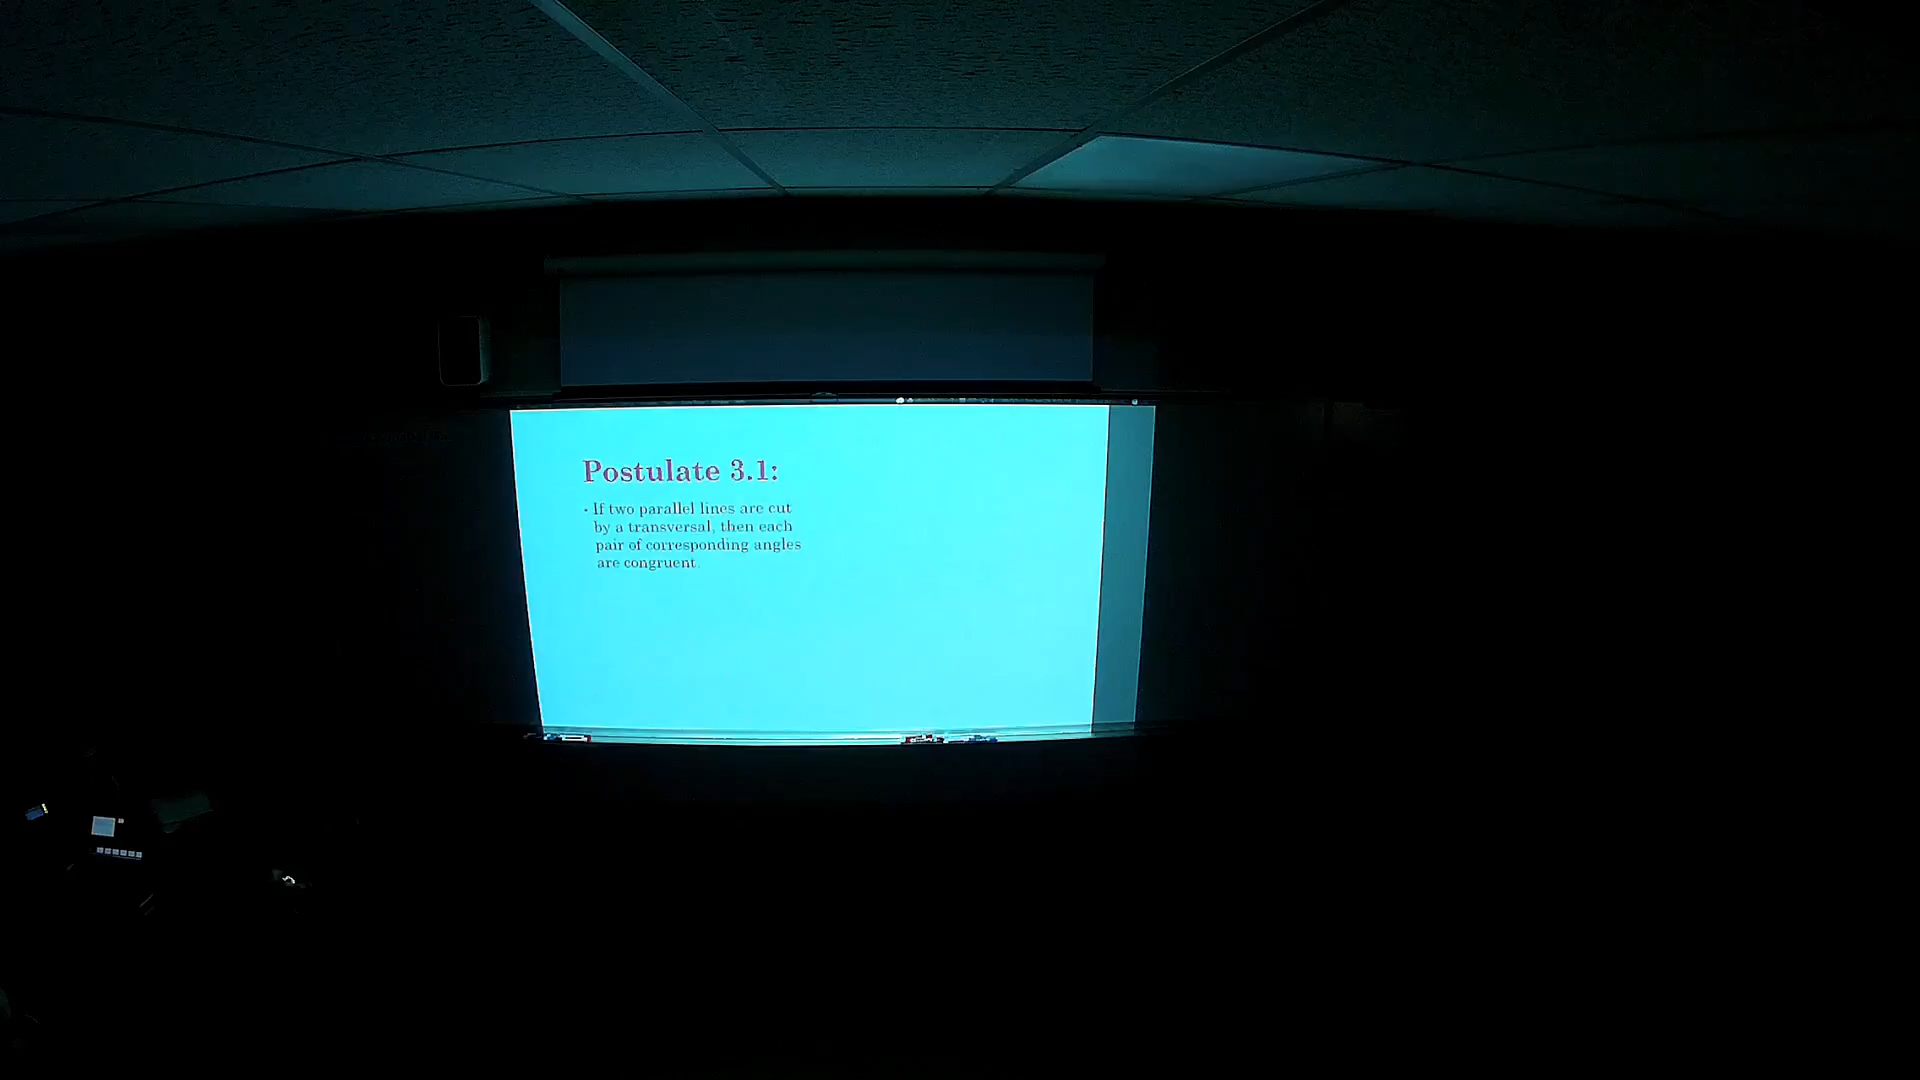 Postulate 3.1:
• If two parallel lines are cut
by a transversal, then each
pair of corresponding angles
are congruent.